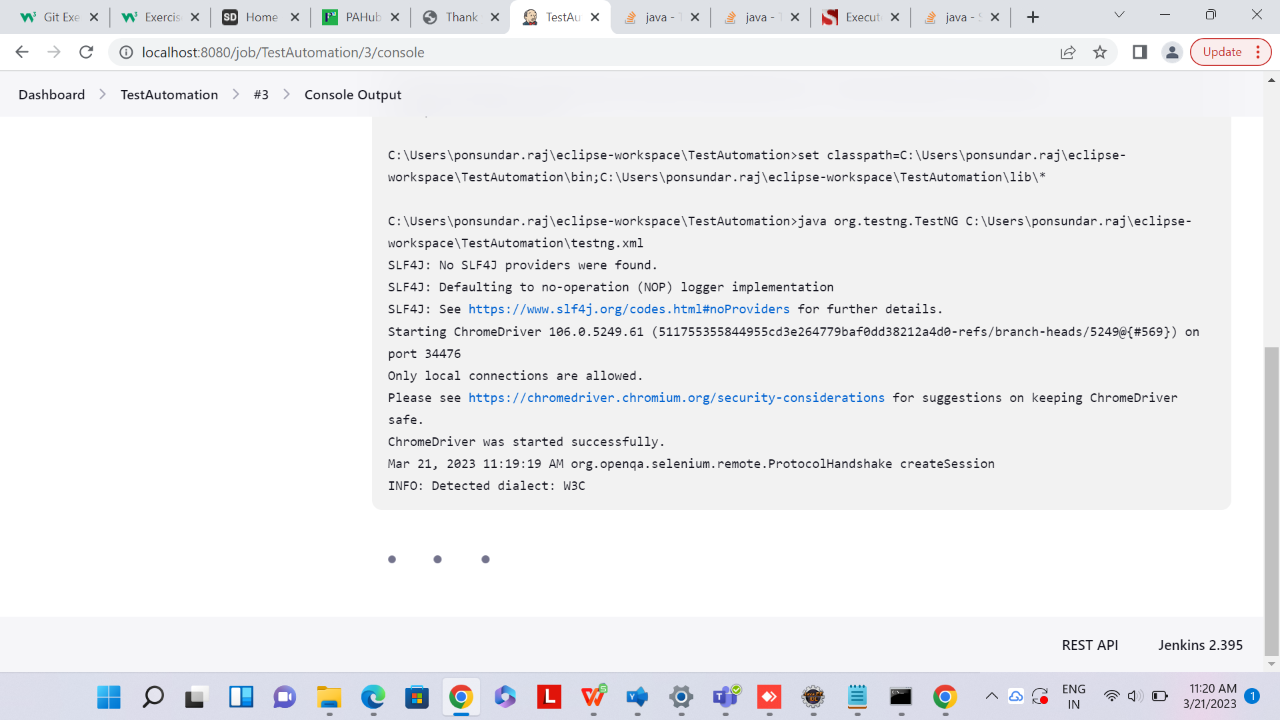 Git Exe
Exercis
Home
PAHub
Thank
TestAu
java - T
java - T
Execut
java - S
localhost:8080/job/TestAutomation/3/console
Update
Dashboard
TestAutomation
#3
Console Output
C:\Users\ponsundar.raj\eclipse-workspace\TestAutomation>set classpath=C:\Users\ponsundar.raj\eclipse-
workspace\TestAutomation\bin;C:\Users\ponsundar.raj\eclipse-workspace\TestAutomation\lib\*
C:\Users\ponsundar.raj\eclipse-workspace\TestAutomation>java org.testng.TestNG C:\Users\ponsundar.raj\eclipse-
workspace\TestAutomation\testng.xml
SLF4J: No SLF4J providers were found.
SLF4J: Defaulting to no-operation (NOP) logger implementation
SLF4J: See https://www.slf4j.org/codes.html#noProviders for further details.
Starting ChromeDriver 106.0.5249.61 (511755355844955cd3e264779baf0dd38212a4d0-refs/branch-heads/5249@{#569}) on
port 34476
Only local connections are allowed.
Please see https://chromedriver.chromium.org/security-considerations for suggestions on keeping ChromeDriver
safe.
ChromeDriver was started successfully.
Mar 21, 2023 11:19:19 AM org.openqa.selenium.remote.ProtocolHandshake createSession
INFO: Detected dialect: W3C
REST API
Jenkins 2.395
ENG
IN
11:20 AM
3/21/2023
1